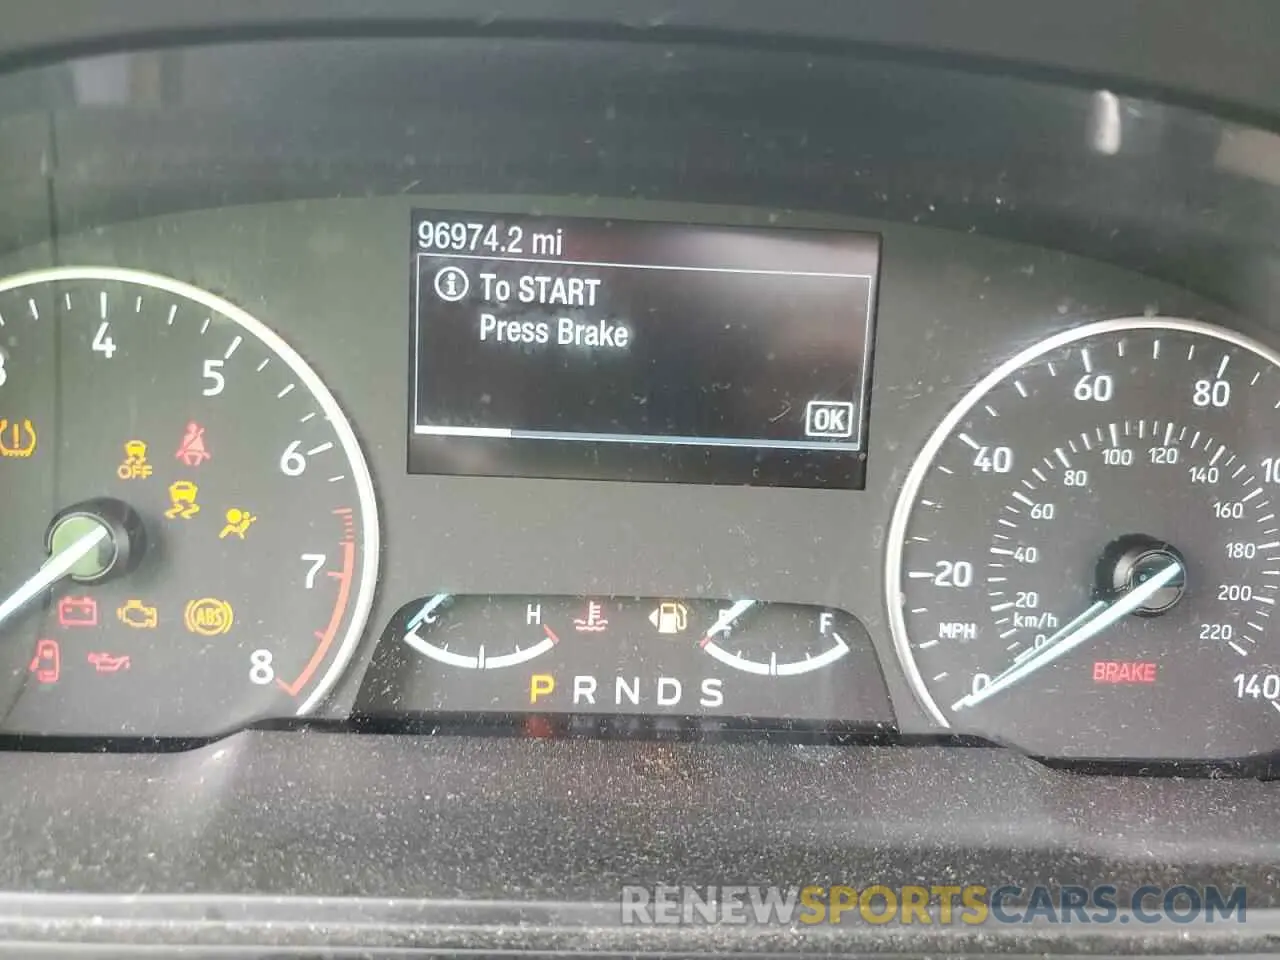 96974.2 mi
To START
Press Brake
OK
4
5
6
7
8
OFF
ABS
C
H
F
P R N D S
0
20
40
60
80
140
MPH
km/h
0
20
40
60
80
100
120
140
160
180
200
220
BRAKE
RENEWSPORTSCARS.COM